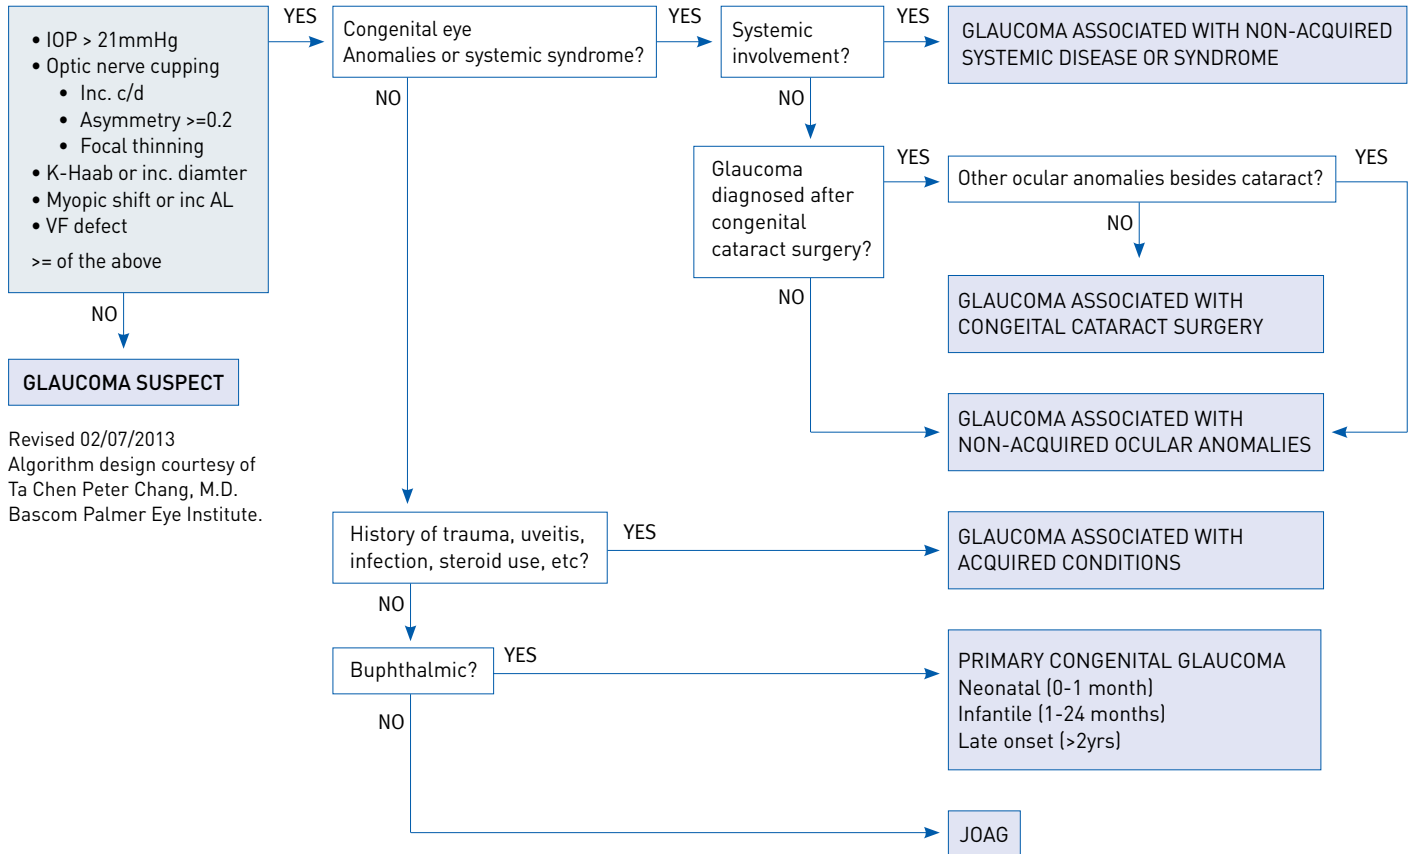 • IOP > 21mmHg
• Optic nerve cupping
• Inc. c/d
• Asymmetry >=0.2
• Focal thinning
• K-Haab or inc. diamter
• Myopic shift or inc AL
• VF defect
>= of the above
YES
NO
GLAUCOMA SUSPECT
Revised 02/07/2013
Algorithm design courtesy of
Ta Chen Peter Chang, M.D.
Bascom Palmer Eye Institute.
Congenital eye
Anomalies or systemic syndrome?
YES
NO
Systemic
involvement?
YES
NO
GLAUCOMA ASSOCIATED WITH NON-ACQUIRED
SYSTEMIC DISEASE OR SYNDROME
Glaucoma
diagnosed after
congenital
cataract surgery?
YES
NO
Other ocular anomalies besides cataract?
YES
NO
GLAUCOMA ASSOCIATED WITH
CONGEITAL CATARACT SURGERY
GLAUCOMA ASSOCIATED WITH
NON-ACQUIRED OCULAR ANOMALIES
History of trauma, uveitis,
infection, steroid use, etc?
YES
NO
GLAUCOMA ASSOCIATED WITH
ACQUIRED CONDITIONS
Buphthalmic?
YES
NO
PRIMARY CONGENITAL GLAUCOMA
Neonatal (0-1 month)
Infantile (1-24 months)
Late onset (>2yrs)
JOAG